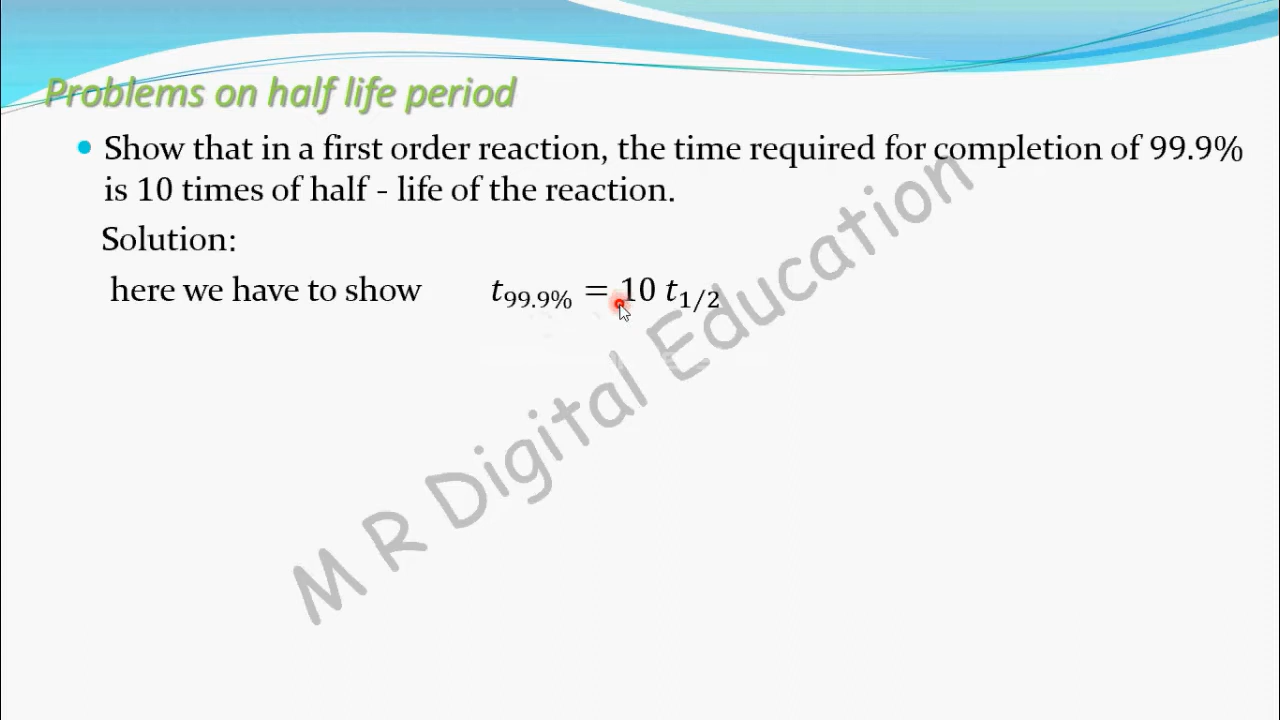 Problems on half life period
Show that in a first order reaction, the time required for completion of 99.9%
is 10 times of half - life of the reaction.
Solution:
here we have to show t₉₉.₉% = 10 t₁/₂
M R Digital Education